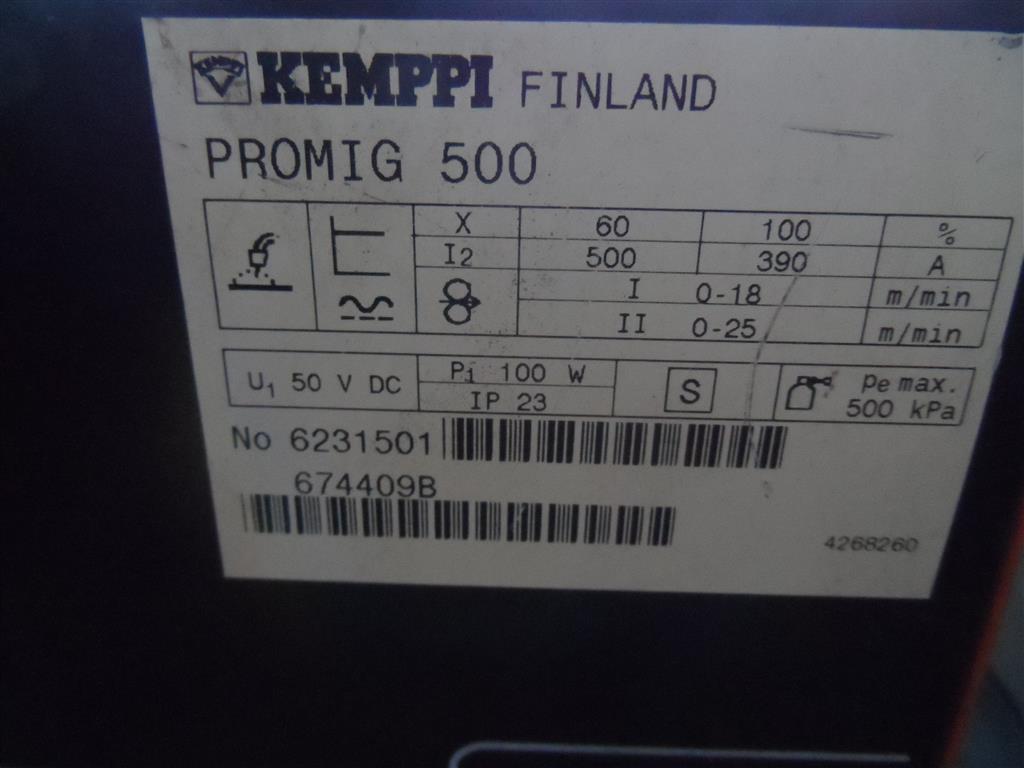 KEMPPI FINLAND
PROMIG 500
X 60 100 %
I2 500 390 A
I 0-18 m/min
II 0-25 m/min
U1 50 V DC
Pi 100 W
IP 23
S
pe max.
500 kPa
No 6231501
674409B
4268260